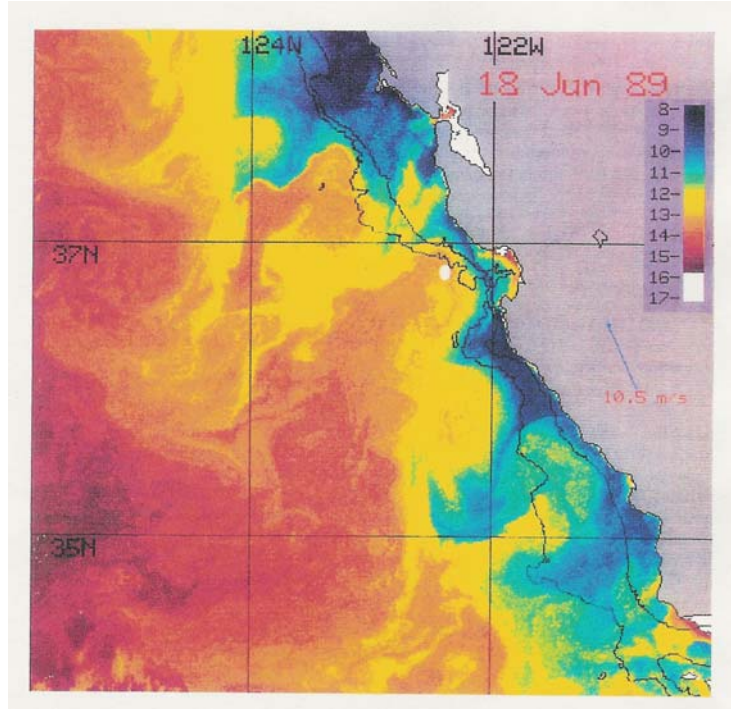 124W 122W
18 Jun 89
8-
9-
10-
11-
12-
13-
14-
15-
16-
17-
37N
10.5 m/s
35N